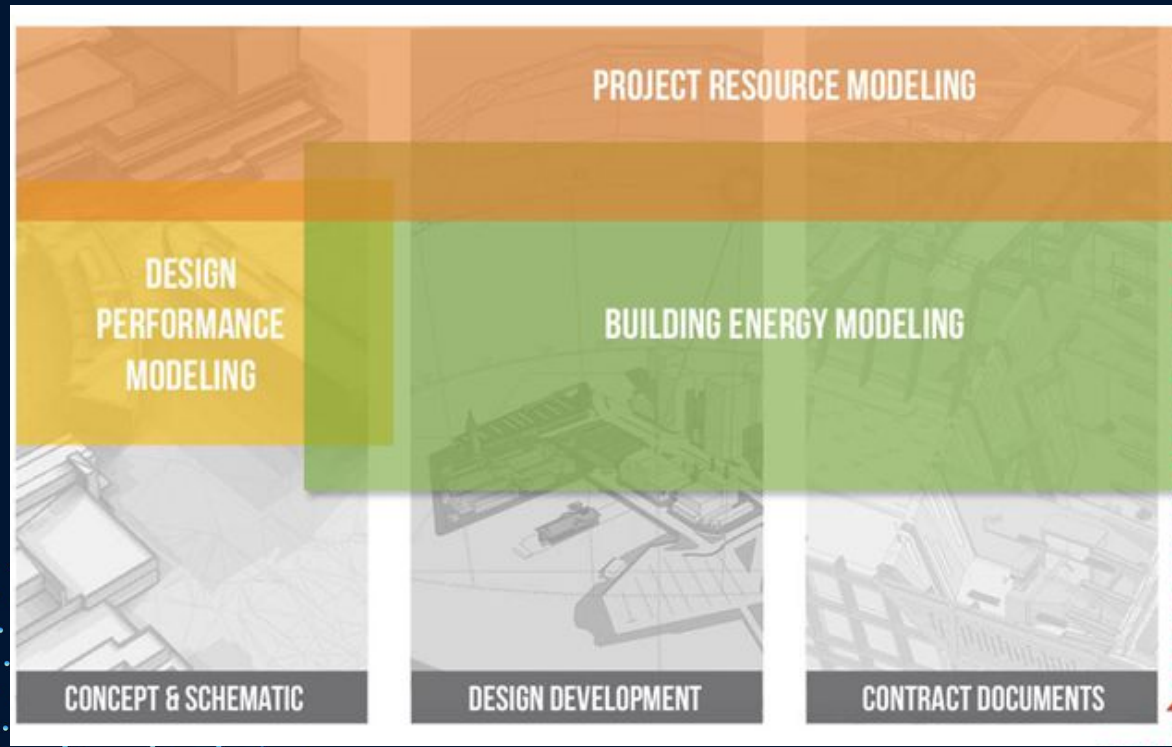 PROJECT RESOURCE MODELING
DESIGN
PERFORMANCE
MODELING
BUILDING ENERGY MODELING
CONCEPT & SCHEMATIC
DESIGN DEVELOPMENT
CONTRACT DOCUMENTS